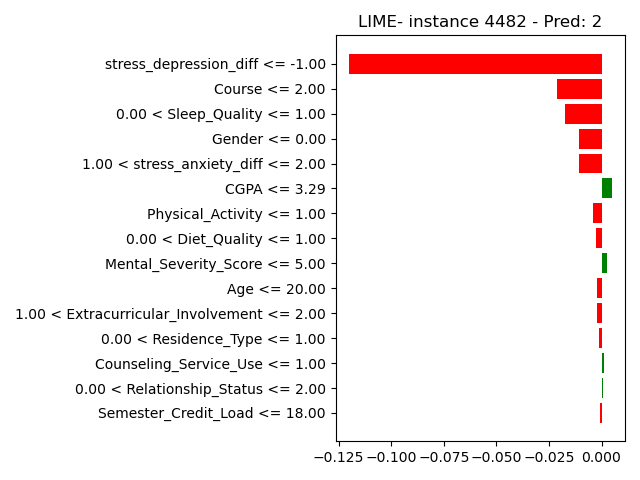 LIME- instance 4482 - Pred: 2
stress_depression_diff <= -1.00
Course <= 2.00
0.00 < Sleep_Quality <= 1.00
Gender <= 0.00
1.00 < stress_anxiety_diff <= 2.00
CGPA <= 3.29
Physical_Activity <= 1.00
0.00 < Diet_Quality <= 1.00
Mental_Severity_Score <= 5.00
Age <= 20.00
1.00 < Extracurricular_Involvement <= 2.00
0.00 < Residence_Type <= 1.00
Counseling_Service_Use <= 1.00
0.00 < Relationship_Status <= 2.00
Semester_Credit_Load <= 18.00
−0.125 −0.100 −0.075 −0.050 −0.025 0.000